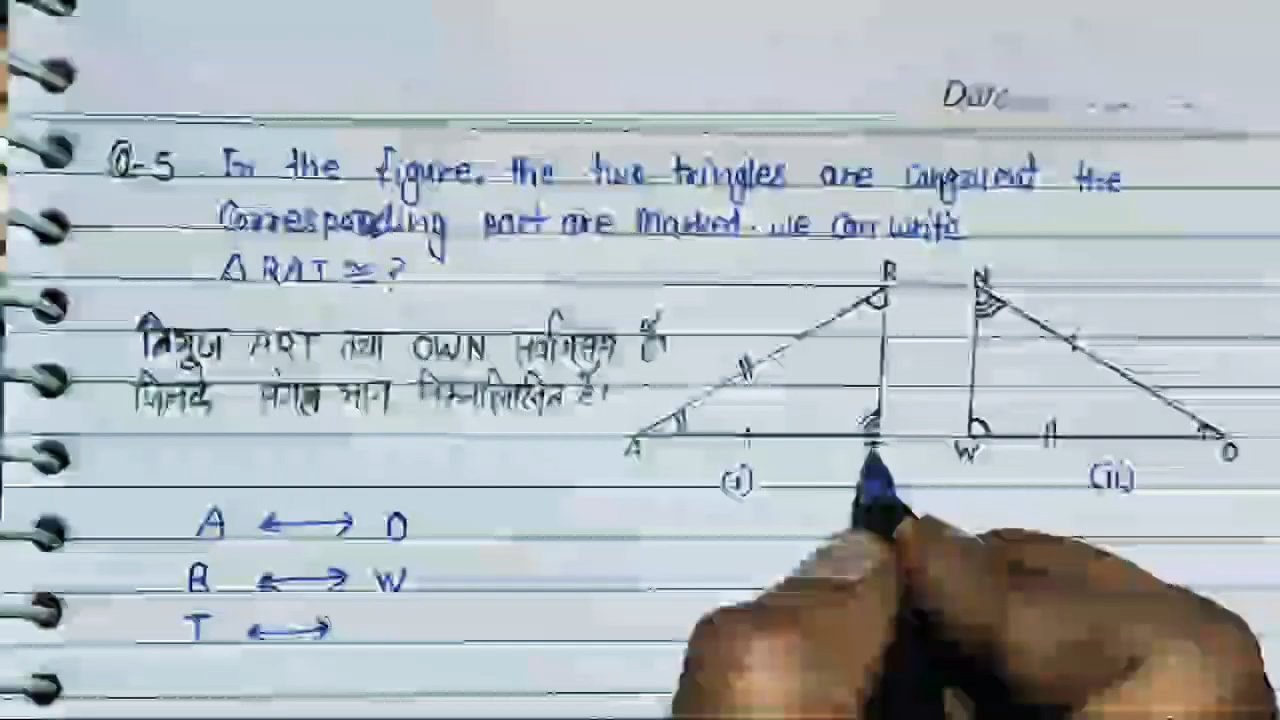 Date
Q-5 In the figure. the two tringles are congruent the
Corresponding part are Marked. we can write
Δ RAT ≅ ?
त्रिभुज ART तथा OWN सर्वांगसम है।
जिनके संगत भाग निम्नलिखित है।
R
N
A
W
O
(i)
(ii)
A ⟷ O
R ⟷ W
T ⟷